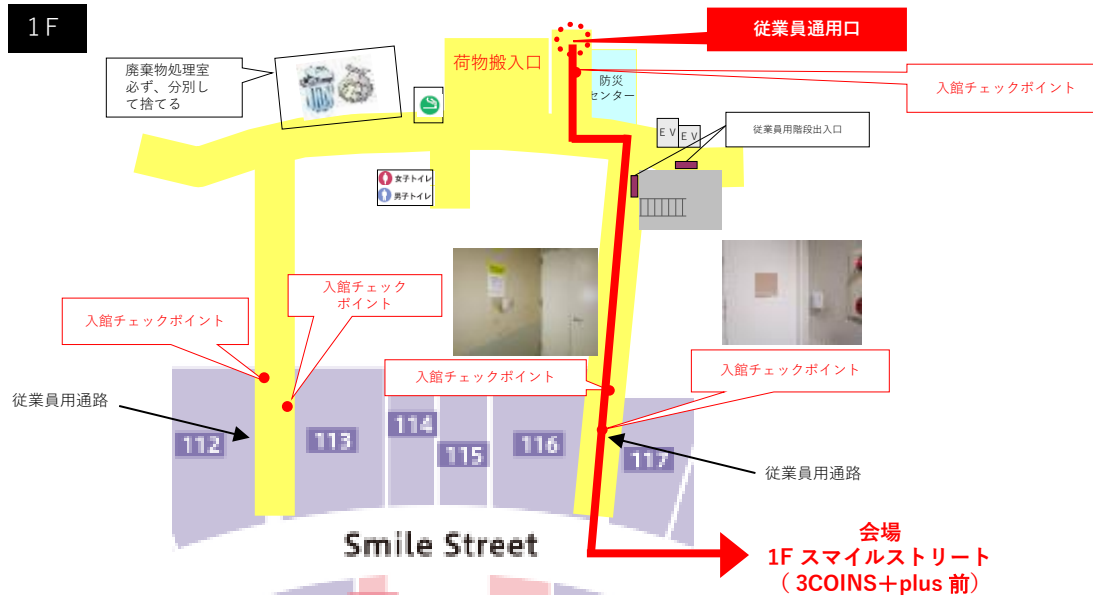 1F
従業員通用口
荷物搬入口
廃棄物処理室
必ず、分別し
て捨てる
防災
センター
入館チェックポイント
EV
EV
従業員用階段出入口
女子トイレ
男子トイレ
入館チェック
ポイント
入館チェックポイント
入館チェックポイント
入館チェックポイント
従業員用通路
112
113
114
115
116
117
従業員用通路
Smile Street
会場
1F スマイルストリート
（ 3COINS＋plus 前）